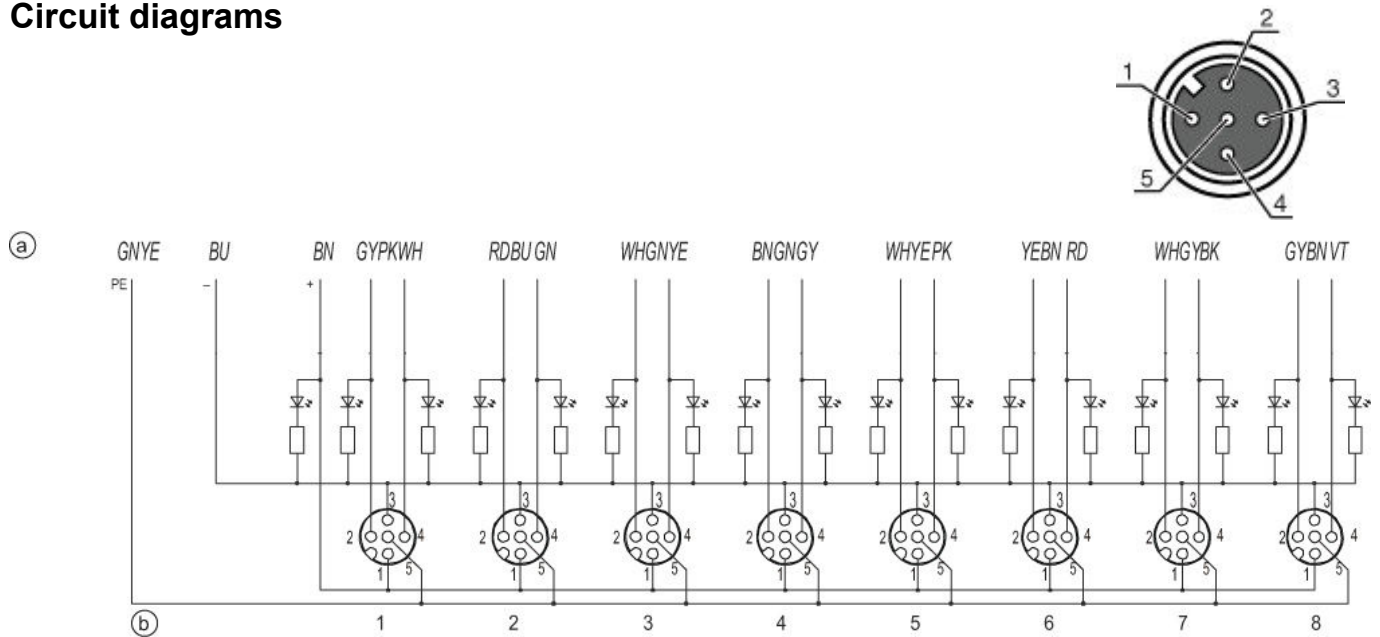 Circuit diagrams
2
1
3
5
4
a GNYE BU BN GYPKWH RDBU GN WHGNYE BNGNGY WHYEPK YEBN RD WHGYBK GYBNVT
PE − +
3 3 3 3 3 3 3 3
2 4 2 4 2 4 2 4 2 4 2 4 2 4 2 4
1 5 1 5 1 5 1 5 1 5 1 5 1 5 1 5
b 1 2 3 4 5 6 7 8